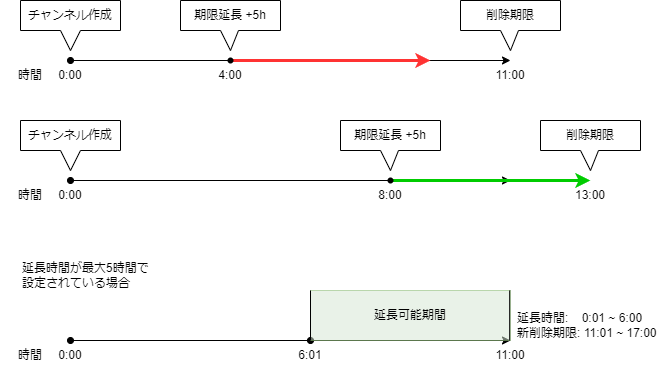 チャンネル作成
期限延長 +5h
削除期限
時間
0:00
4:00
11:00
チャンネル作成
期限延長 +5h
削除期限
時間
0:00
8:00
13:00
延長時間が最大5時間で
設定されている場合
延長可能期間
延長時間: 0:01 ~ 6:00
新削除期限: 11:01 ~ 17:00
時間
0:00
6:01
11:00